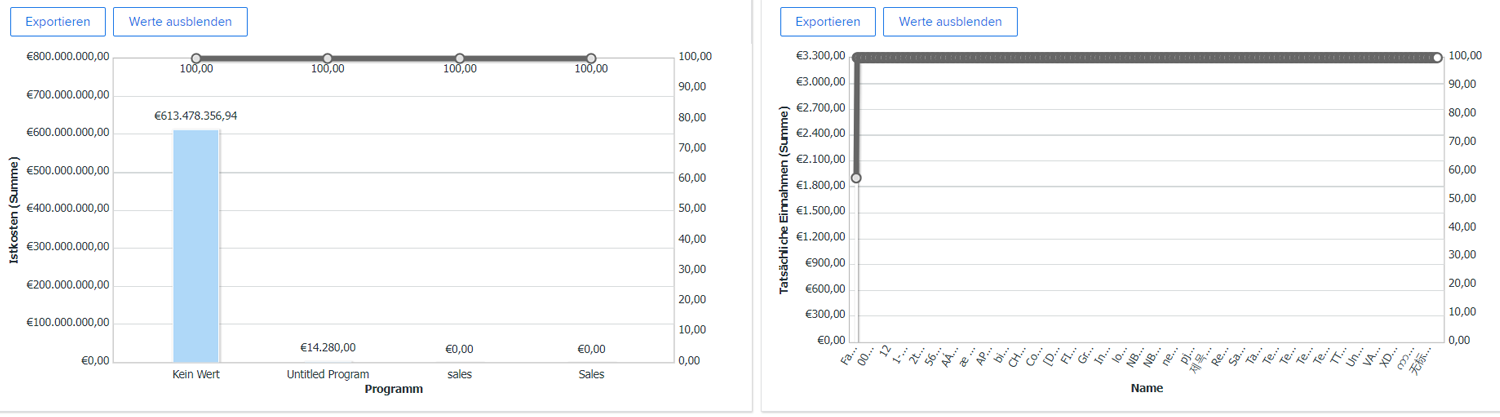 Exportieren
Werte ausblenden
€800.000.000,00
€700.000.000,00
€600.000.000,00
€500.000.000,00
€400.000.000,00
€300.000.000,00
€200.000.000,00
€100.000.000,00
€0,00
Istkosten (Summe)
100,00
100,00
100,00
100,00
€613.478.356,94
€14.280,00
€0,00
€0,00
Kein Wert
Untitled Program
sales
Sales
Programm
100,00
90,00
80,00
70,00
60,00
50,00
40,00
30,00
20,00
10,00
0,00
Exportieren
Werte ausblenden
€3.300,00
€3.000,00
€2.700,00
€2.400,00
€2.100,00
€1.800,00
€1.500,00
€1.200,00
€900,00
€600,00
€300,00
€0,00
Tatsächliche Einnahmen (Summe)
Fa...
00...
12
1-...
2t...
56...
AÄ...
æ ...
AP...
bi...
CH...
Co...
[D...
Fl...
Gr...
In...
lo...
NB...
NB...
ne...
pj...
제목...
Re...
Sa...
Ta...
Te...
Te...
Te...
Te...
TT...
Un...
VA...
XD...
无标...
Name
100,00
90,00
80,00
70,00
60,00
50,00
40,00
30,00
20,00
10,00
0,00